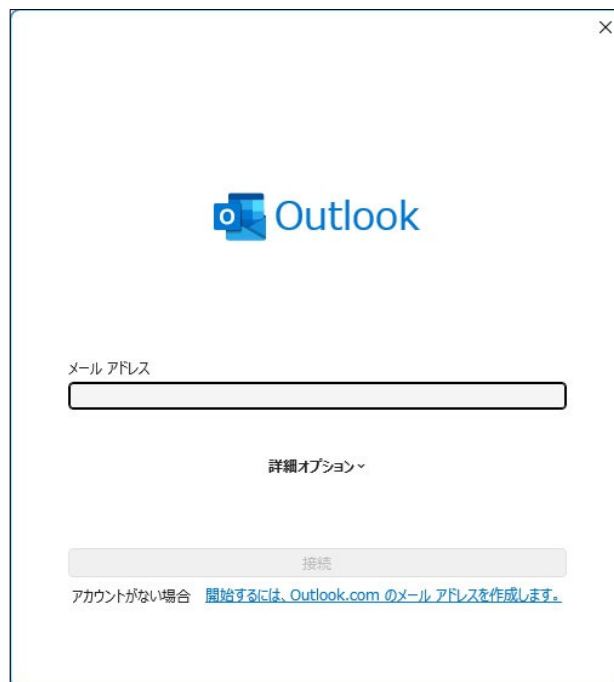 Outlook
メール アドレス
詳細オプション
接続
アカウントがない場合 開始するには、Outlook.com のメール アドレスを作成します。